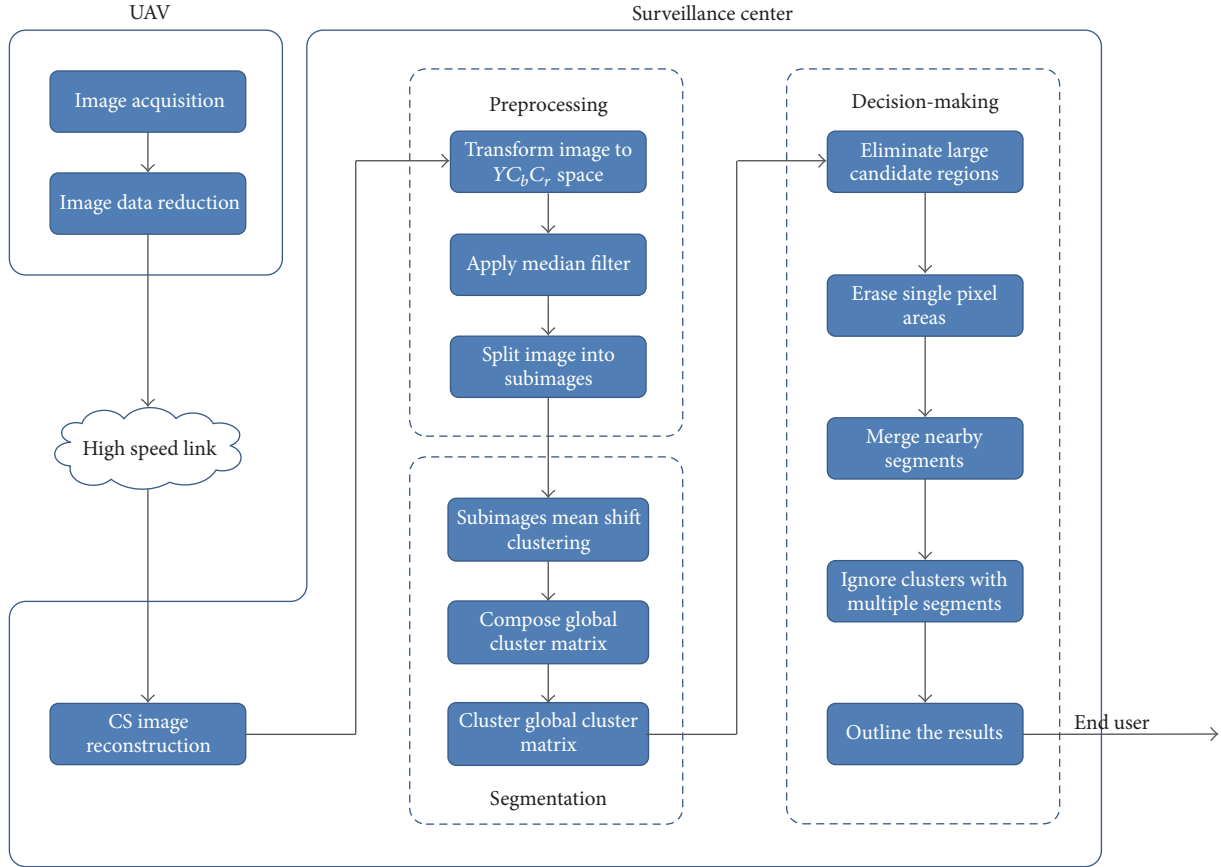 UAV
Image acquisition
Image data reduction
High speed link
Surveillance center
CS image
reconstruction
Preprocessing
Transform image to
YC_bC_r space
Apply median filter
Split image into
subimages
Subimages mean shift
clustering
Compose global
cluster matrix
Cluster global cluster
matrix
Segmentation
Decision-making
Eliminate large
candidate regions
Erase single pixel
areas
Merge nearby
segments
Ignore clusters with
multiple segments
Outline the results
End user